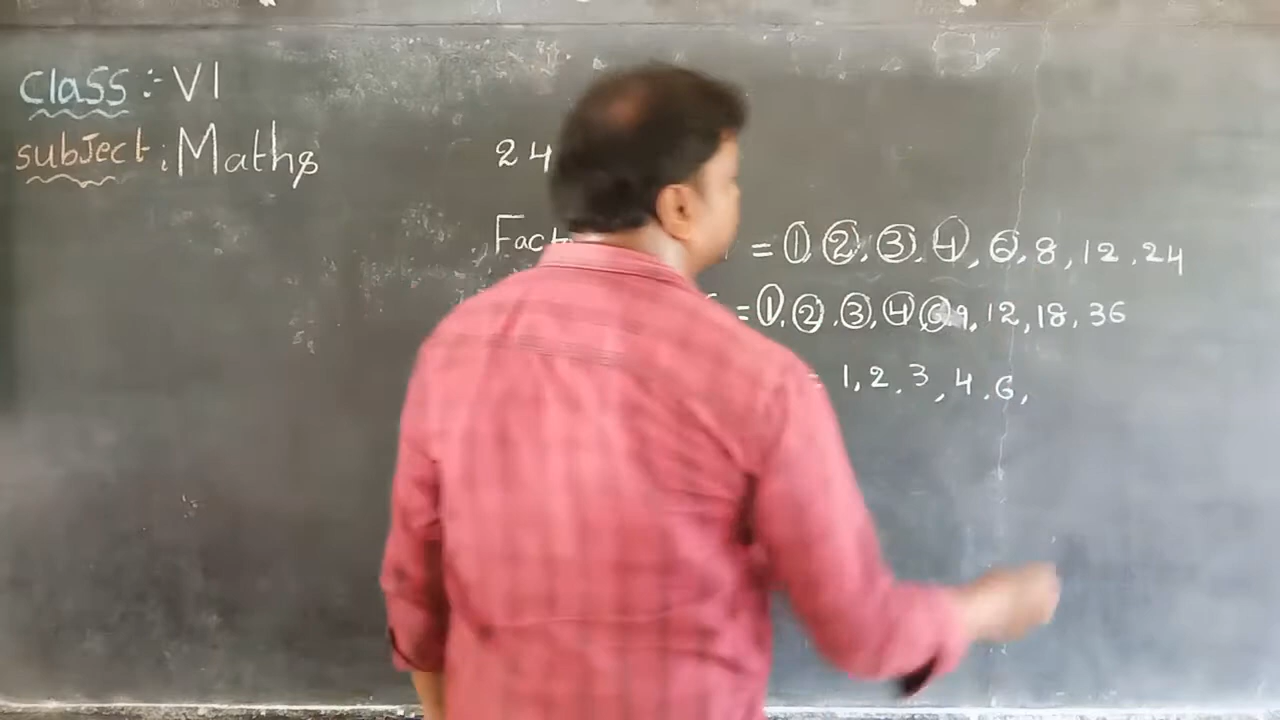 Class :- VI
Subject : Maths
24
Fact = 1, 2, 3, 4, 6, 8, 12, 24
= 1, 2, 3, 4, 6, 9, 12, 18, 36
= 1, 2, 3, 4, 6,